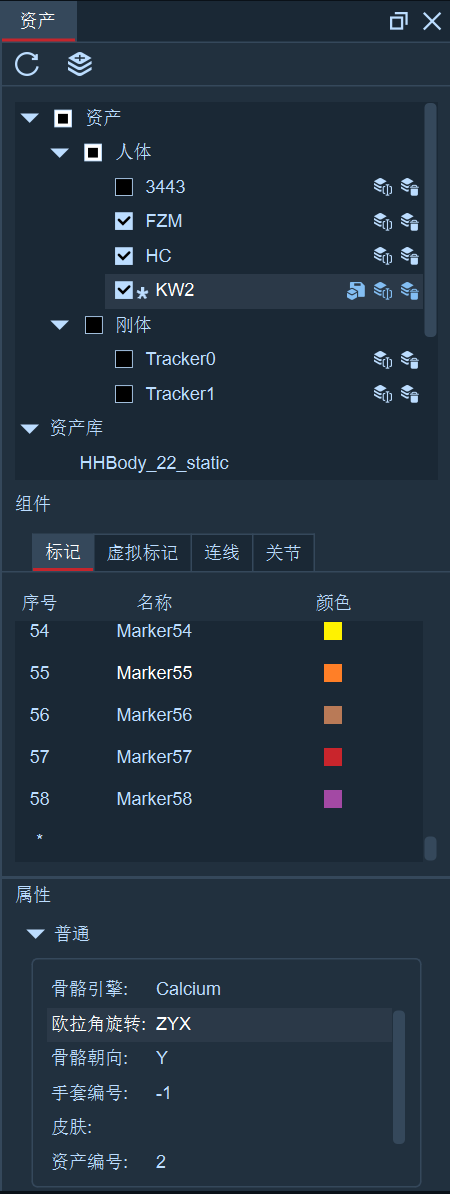 资产
资产
人体
3443
FZM
HC
* KW2
刚体
Tracker0
Tracker1
资产库
HHBody_22_static
组件
标记 虚拟标记 连线 关节
序号 名称 颜色
54 Marker54
55 Marker55
56 Marker56
57 Marker57
58 Marker58
*
属性
普通
骨骼引擎: Calcium
欧拉角旋转: ZYX
骨骼朝向: Y
手套编号: -1
皮肤:
资产编号: 2